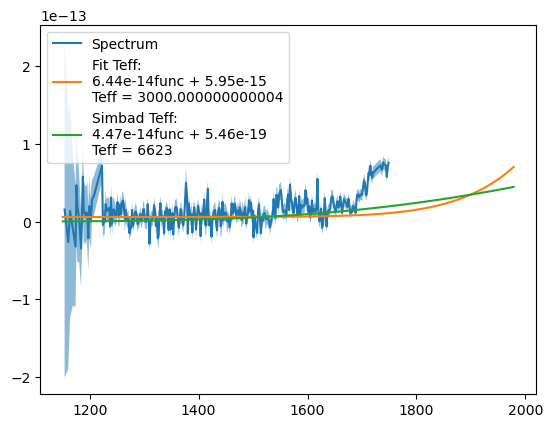 1e−13
2
1
0
−1
−2
Spectrum
Fit Teff:
6.44e-14func + 5.95e-15
Teff = 3000.000000000004
Simbad Teff:
4.47e-14func + 5.46e-19
Teff = 6623
1200 1400 1600 1800 2000